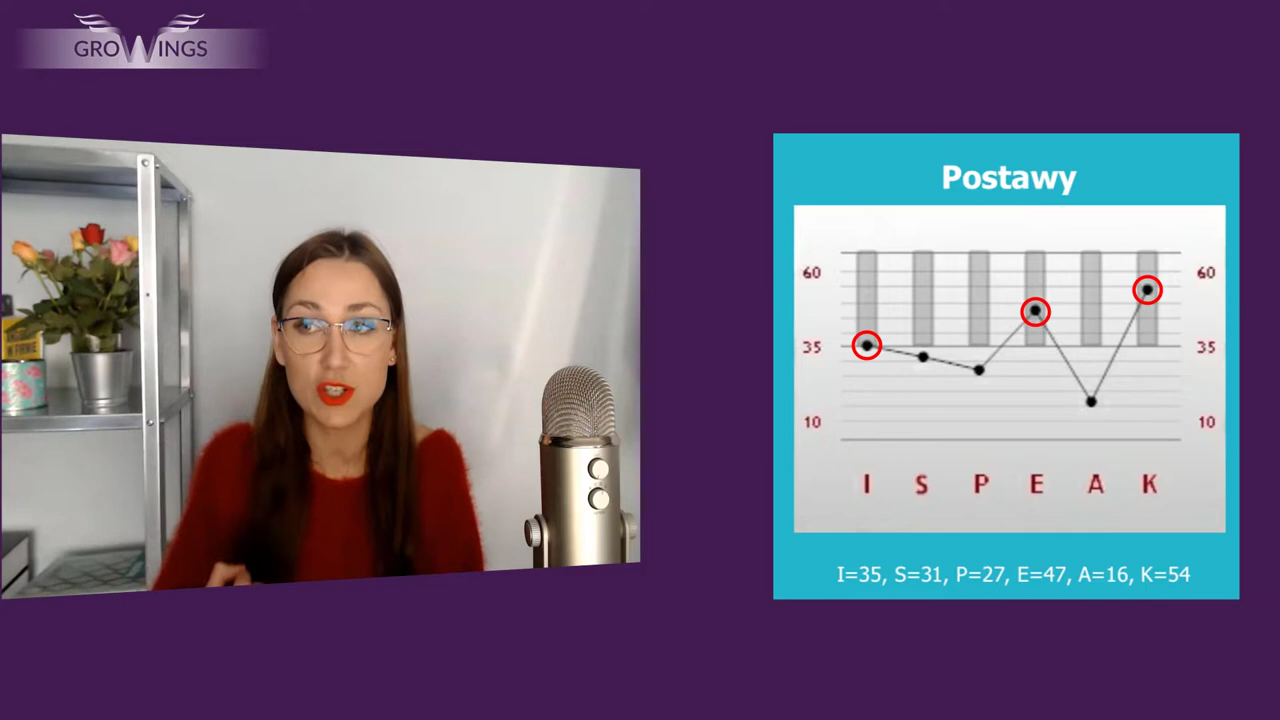 GROWINGS
Postawy
60 60
35 35
10 10
I S P E A K
I=35, S=31, P=27, E=47, A=16, K=54